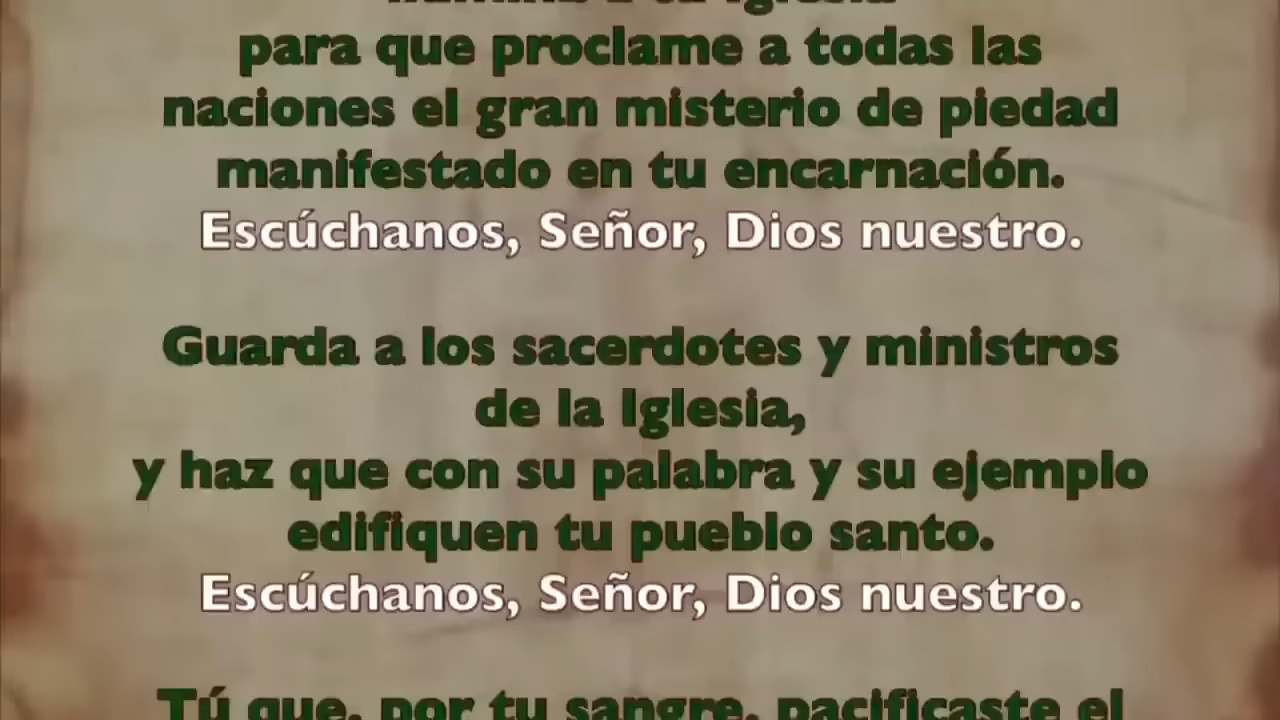 para que proclame a todas las
naciones el gran misterio de piedad
manifestado en tu encarnación.
Escúchanos, Señor, Dios nuestro.
Guarda a los sacerdotes y ministros
de la Iglesia,
y haz que con su palabra y su ejemplo
edifiquen tu pueblo santo.
Escúchanos, Señor, Dios nuestro.
Tú que, por tu sangre, pacificaste el